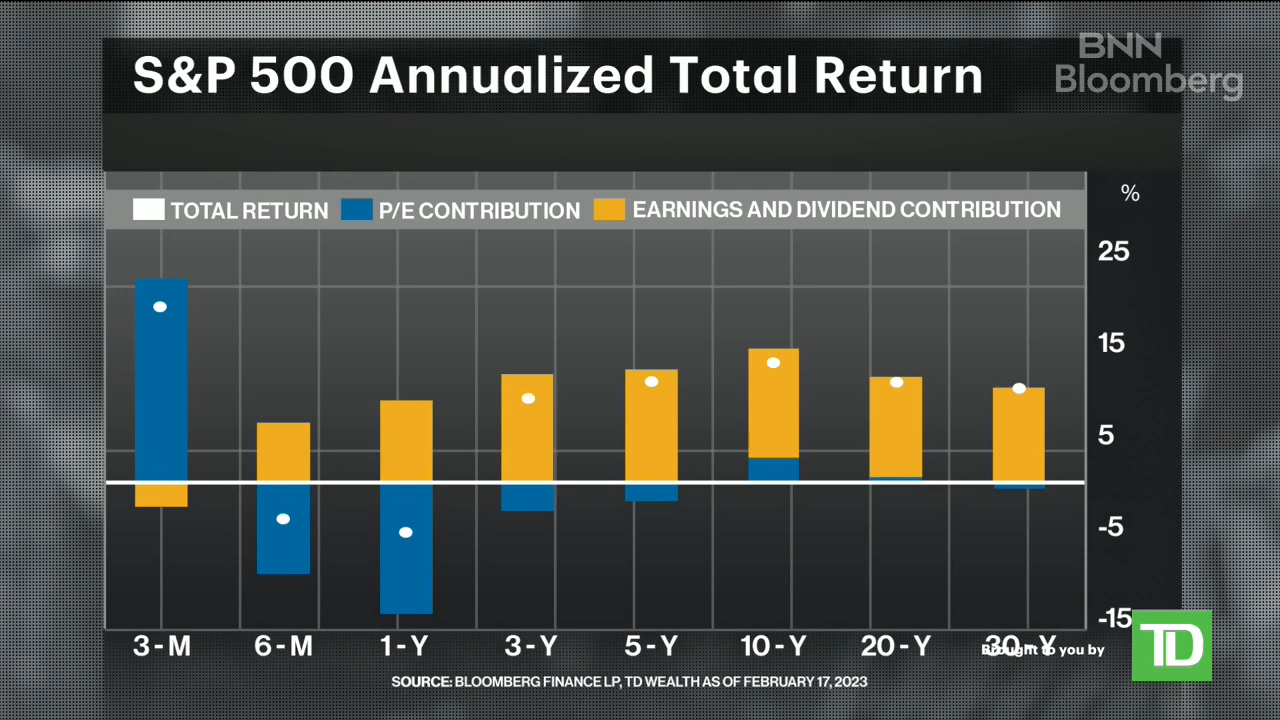 S&P 500 Annualized Total Return
BNN
Bloomberg
TOTAL RETURN
P/E CONTRIBUTION
EARNINGS AND DIVIDEND CONTRIBUTION
%
25
15
5
-5
-15
3 - M
6 - M
1 - Y
3 - Y
5 - Y
10 - Y
20 - Y
30 - Y
Brought to you by
TD
SOURCE: BLOOMBERG FINANCE LP, TD WEALTH AS OF FEBRUARY 17, 2023